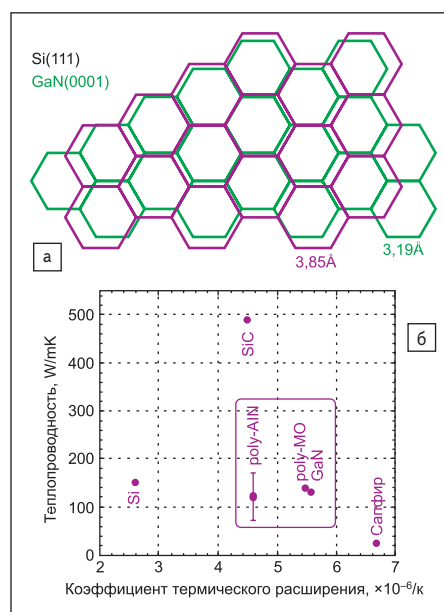 Si(111)
GaN(0001)
а
3,85Å
3,19Å
б
Теплопроводность, W/mK
500
400
300
200
100
0
Si
SiC
poly-AlN
poly-MO
GaN
Сапфир
2 3 4 5 6 7
Коэффициент термического расширения, ×10⁻⁶/к